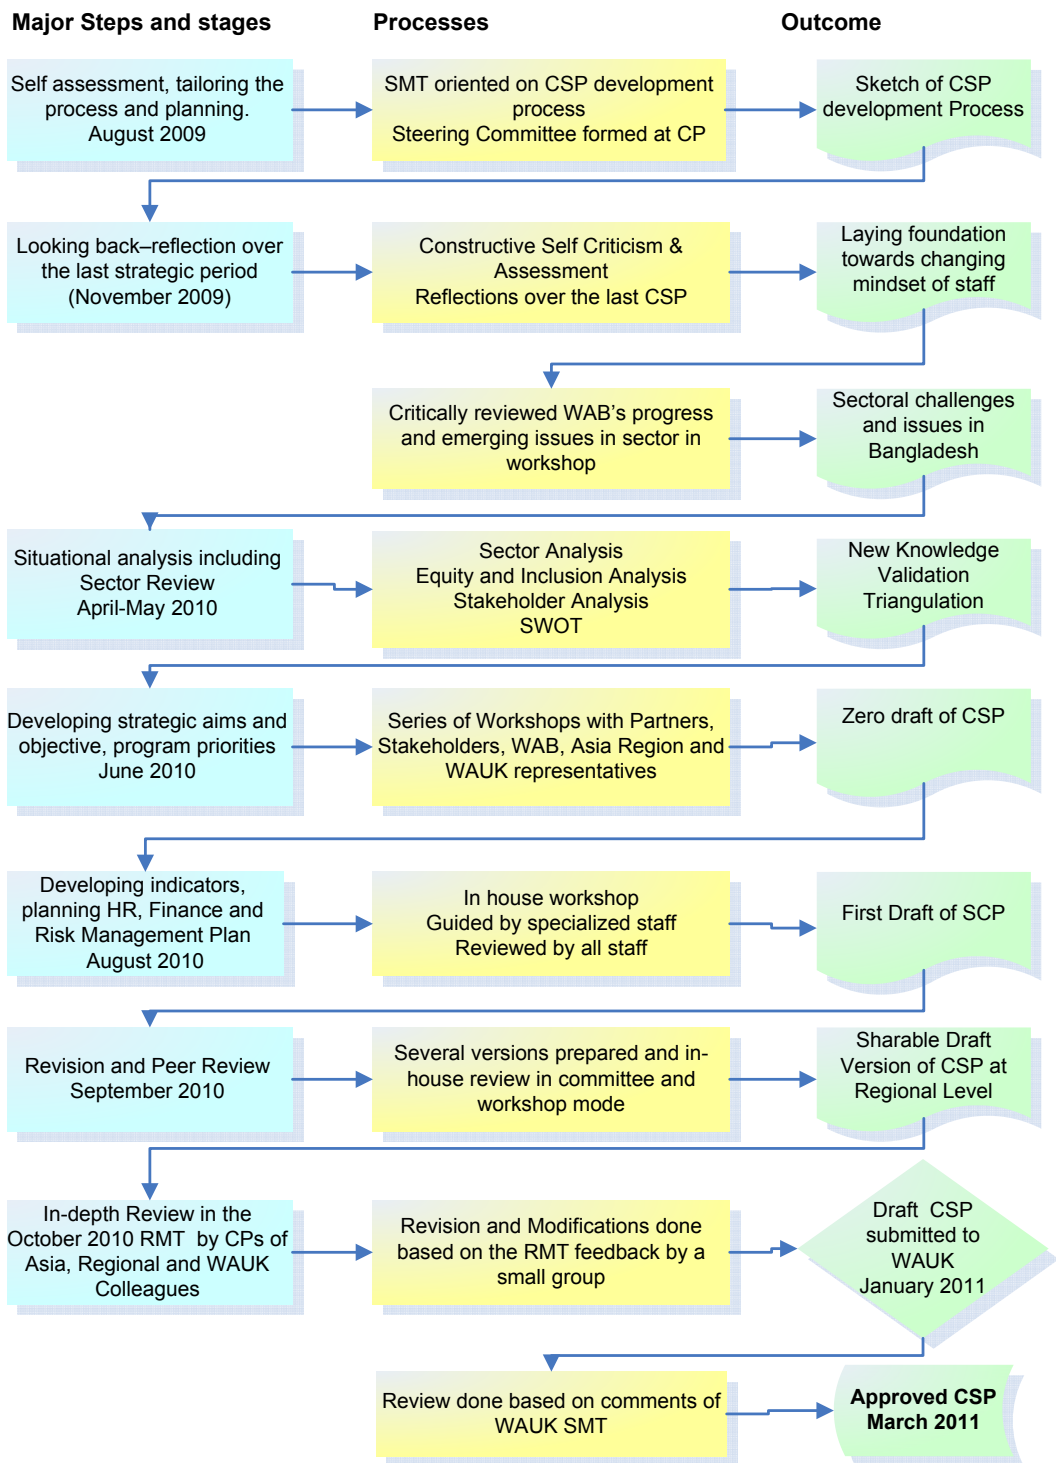 Major Steps and stages
Processes
Outcome
Self assessment, tailoring the
process and planning.
August 2009
SMT oriented on CSP development
process
Steering Committee formed at CP
Sketch of CSP
development Process
Looking back–reflection over
the last strategic period
(November 2009)
Constructive Self Criticism &
Assessment
Reflections over the last CSP
Laying foundation
towards changing
mindset of staff
Critically reviewed WAB's progress
and emerging issues in sector in
workshop
Sectoral challenges
and issues in
Bangladesh
Situational analysis including
Sector Review
April-May 2010
Sector Analysis
Equity and Inclusion Analysis
Stakeholder Analysis
SWOT
New Knowledge
Validation
Triangulation
Developing strategic aims and
objective, program priorities
June 2010
Series of Workshops with Partners,
Stakeholders, WAB, Asia Region and
WAUK representatives
Zero draft of CSP
Developing indicators,
planning HR, Finance and
Risk Management Plan
August 2010
In house workshop
Guided by specialized staff
Reviewed by all staff
First Draft of SCP
Revision and Peer Review
September 2010
Several versions prepared and in-
house review in committee and
workshop mode
Sharable Draft
Version of CSP at
Regional Level
In-depth Review in the
October 2010 RMT by CPs of
Asia, Regional and WAUK
Colleagues
Revision and Modifications done
based on the RMT feedback by a
small group
Draft CSP
submitted to
WAUK
January 2011
Review done based on comments of
WAUK SMT
Approved CSP
March 2011